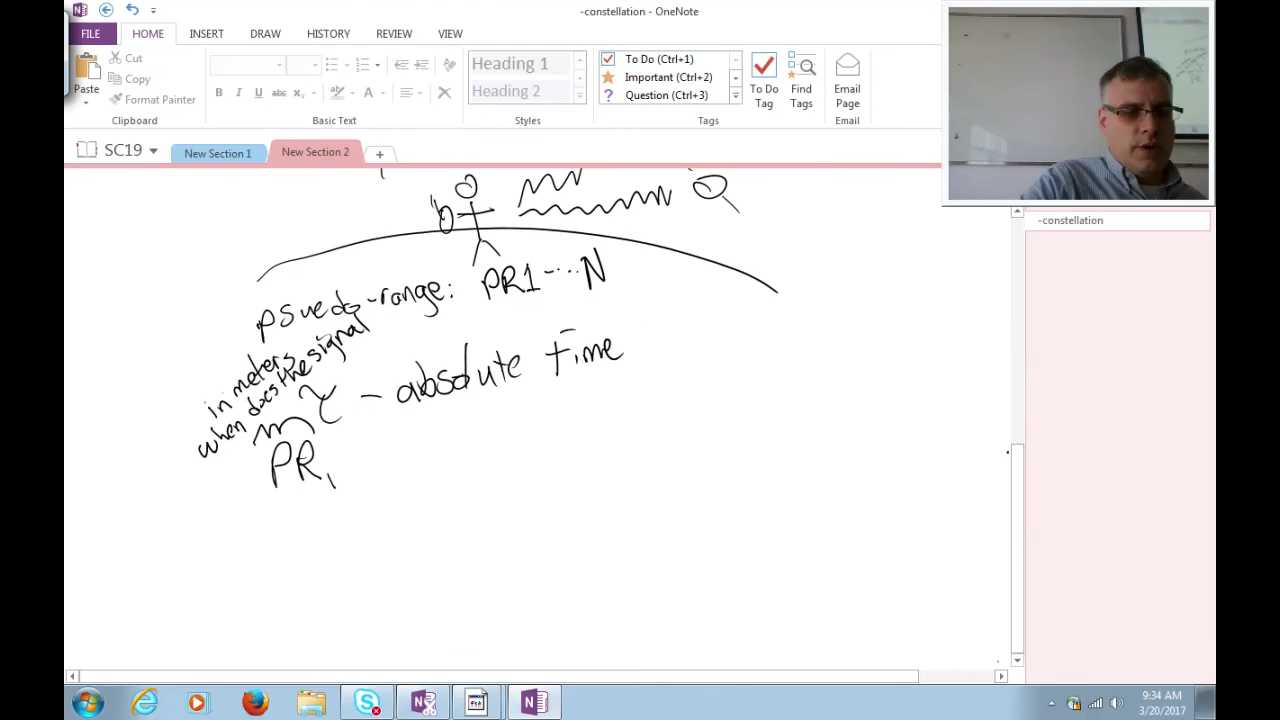 -constellation - OneNote
FILE HOME INSERT DRAW HISTORY REVIEW VIEW
Paste
Cut
Copy
Format Painter
Clipboard
B I U abc x₂ A
Basic Text
Heading 1
Heading 2
Styles
To Do (Ctrl+1)
Important (Ctrl+2)
Question (Ctrl+3)
To Do Tag
Find Tags
Tags
Email Page
Email
SC19
New Section 1
New Section 2
-constellation
psuedo-range: PR1---N
in meters
when does the signal
τ - absolute time
PR1
9:34 AM
3/20/2017